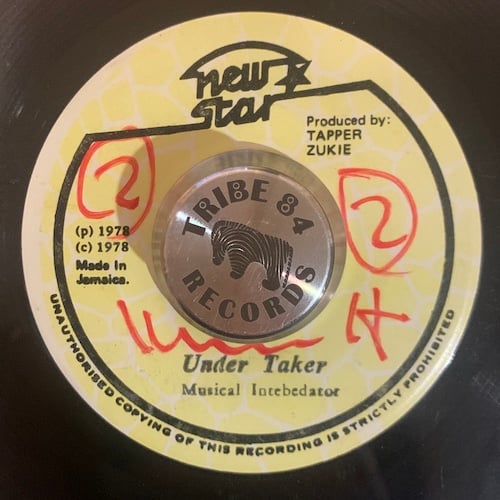 new
star
Produced by:
TAPPER
ZUKIE
2
2
(p) 1978
(c) 1978
Made In
Jamaica.
TRIBE 84
RECORDS
H
Under Taker
Musical Intebedator
UNAUTHORISED COPYING OF THIS RECORDING IS STRICTLY PROHIBITED